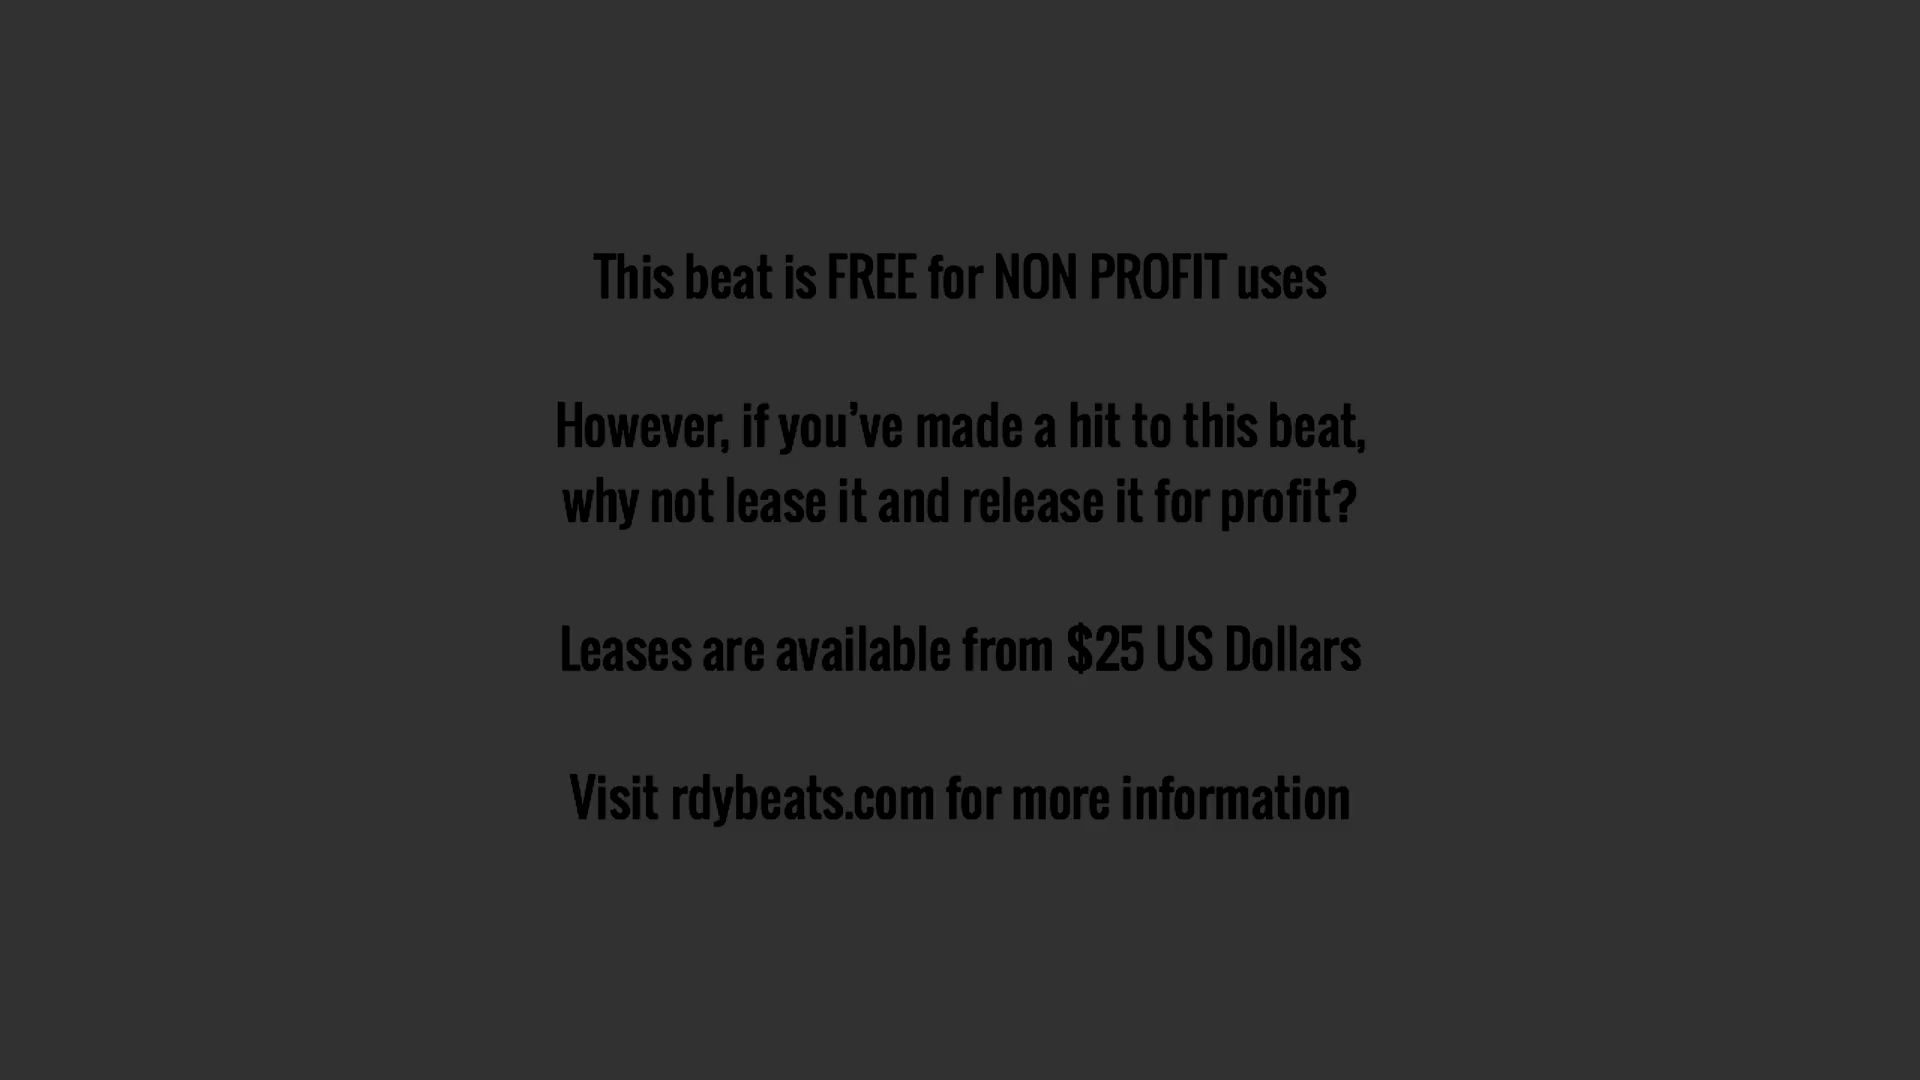 This beat is FREE for NON PROFIT uses
However, if you've made a hit to this beat,
why not lease it and release it for profit?
Leases are available from $25 US Dollars
Visit rdybeats.com for more information